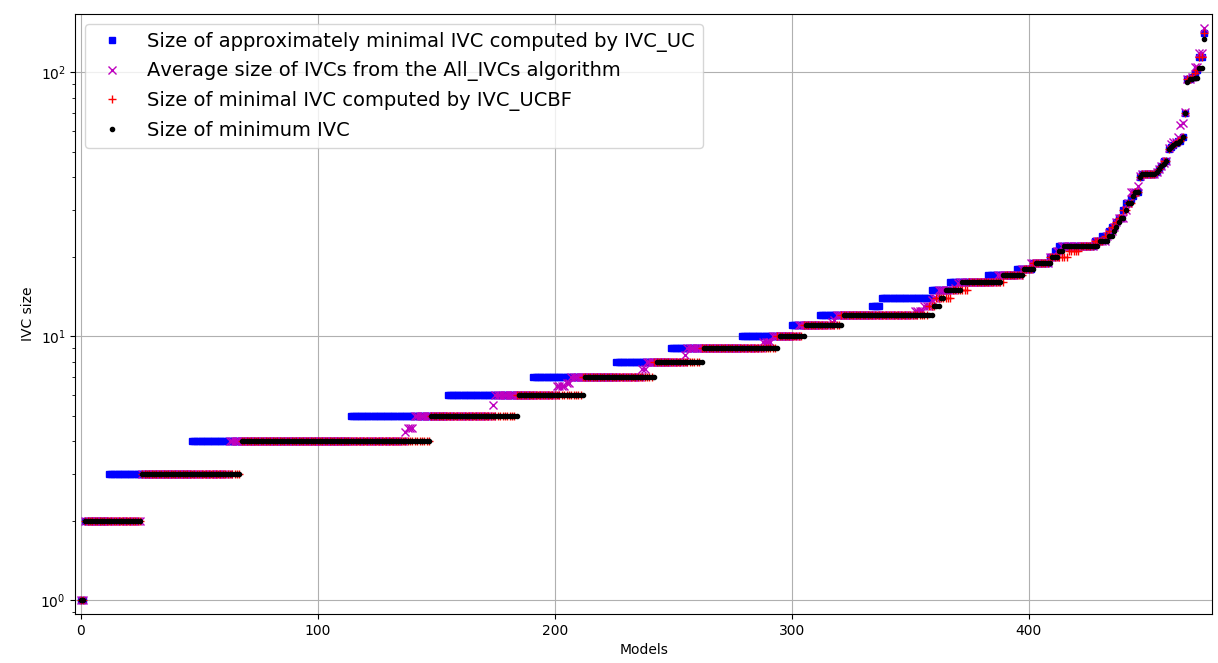 Size of approximately minimal IVC computed by IVC_UC
Average size of IVCs from the All_IVCs algorithm
Size of minimal IVC computed by IVC_UCBF
Size of minimum IVC
10²
10¹
10⁰
IVC size
0 100 200 300 400
Models